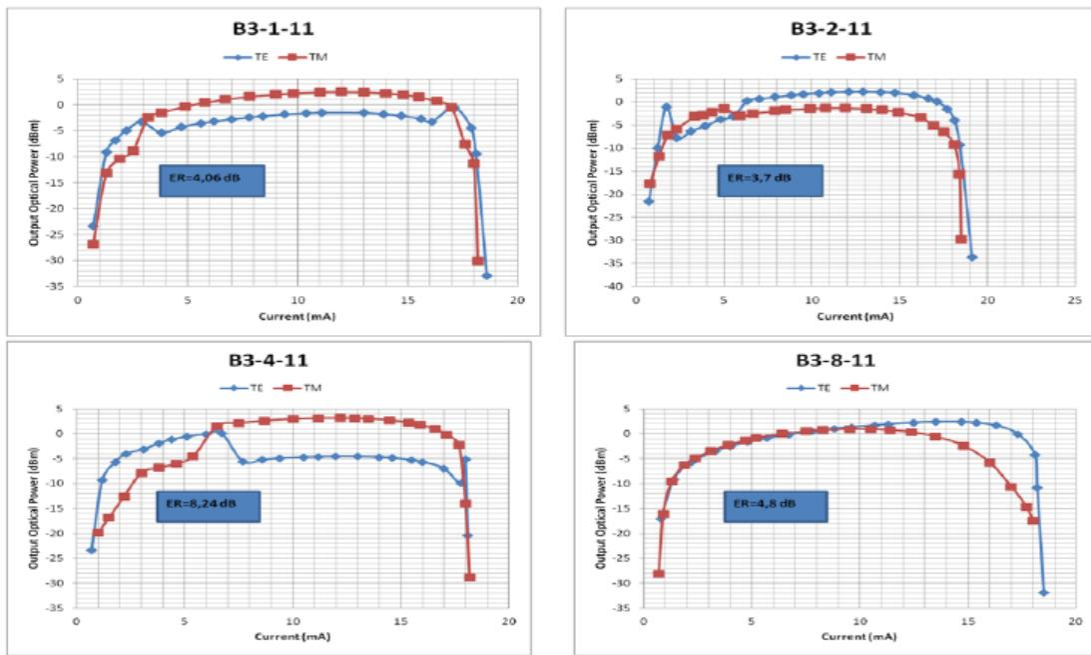 B3-1-11
TE TM
Output Optical Power (dBm)
5
0
-5
-10
-15
-20
-25
-30
-35
ER=4,06 dB
0 5 10 15 20
Current (mA)
B3-2-11
TE TM
Output Optical Power (dBm)
5
0
-5
-10
-15
-20
-25
-30
-35
-40
ER=3,7 dB
0 5 10 15 20 25
Current (mA)
B3-4-11
TE TM
Output Optical Power (dBm)
5
0
-5
-10
-15
-20
-25
-30
-35
ER=8,24 dB
0 5 10 15 20
Current (mA)
B3-8-11
TE TM
Output Optical Power (dBm)
5
0
-5
-10
-15
-20
-25
-30
-35
ER=4,8 dB
0 5 10 15 20
Current (mA)